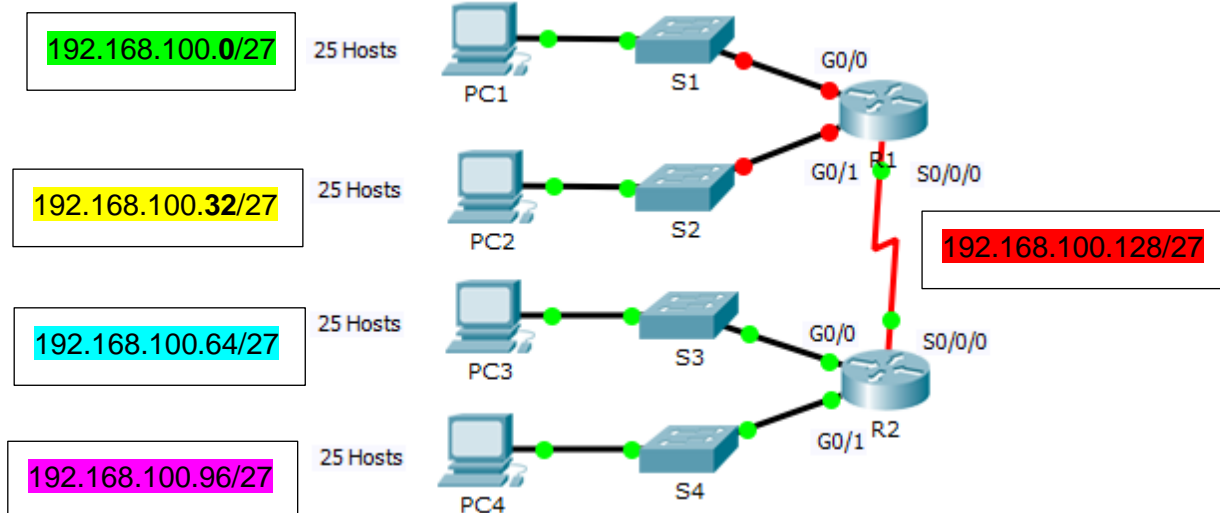 192.168.100.0/27
25 Hosts
PC1
S1
G0/0
R1
192.168.100.32/27
25 Hosts
PC2
S2
G0/1
S0/0/0
192.168.100.128/27
192.168.100.64/27
25 Hosts
PC3
S3
G0/0
S0/0/0
R2
192.168.100.96/27
25 Hosts
PC4
S4
G0/1